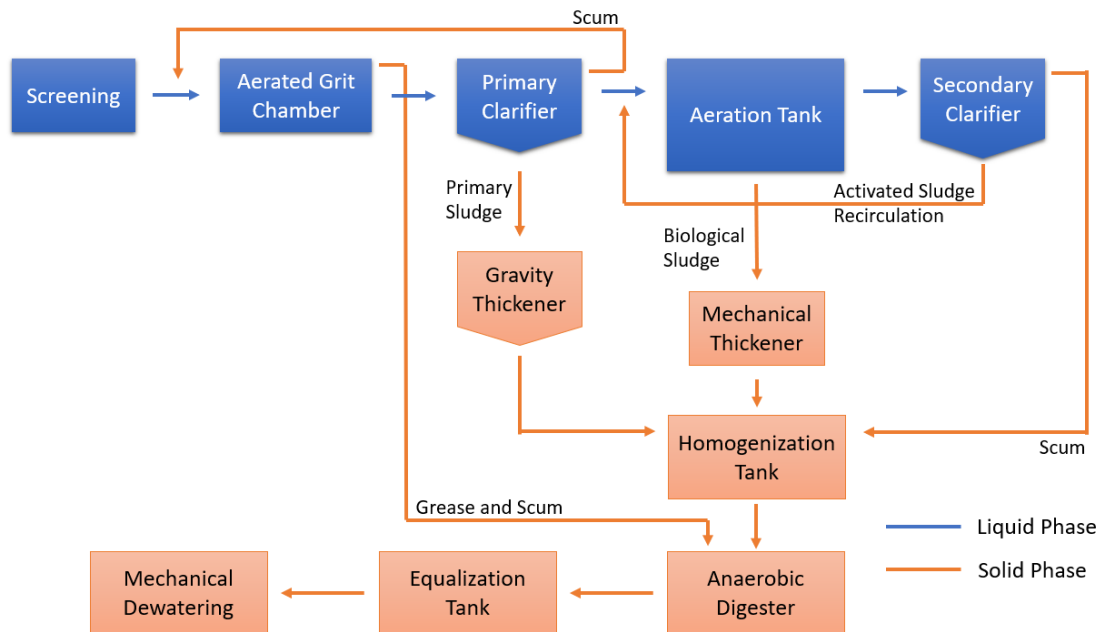 Scum
Screening
Aerated Grit
Chamber
Primary
Clarifier
Aeration Tank
Secondary
Clarifier
Primary
Sludge
Activated Sludge
Recirculation
Biological
Sludge
Gravity
Thickener
Mechanical
Thickener
Homogenization
Tank
Scum
Grease and Scum
Liquid Phase
Solid Phase
Mechanical
Dewatering
Equalization
Tank
Anaerobic
Digester